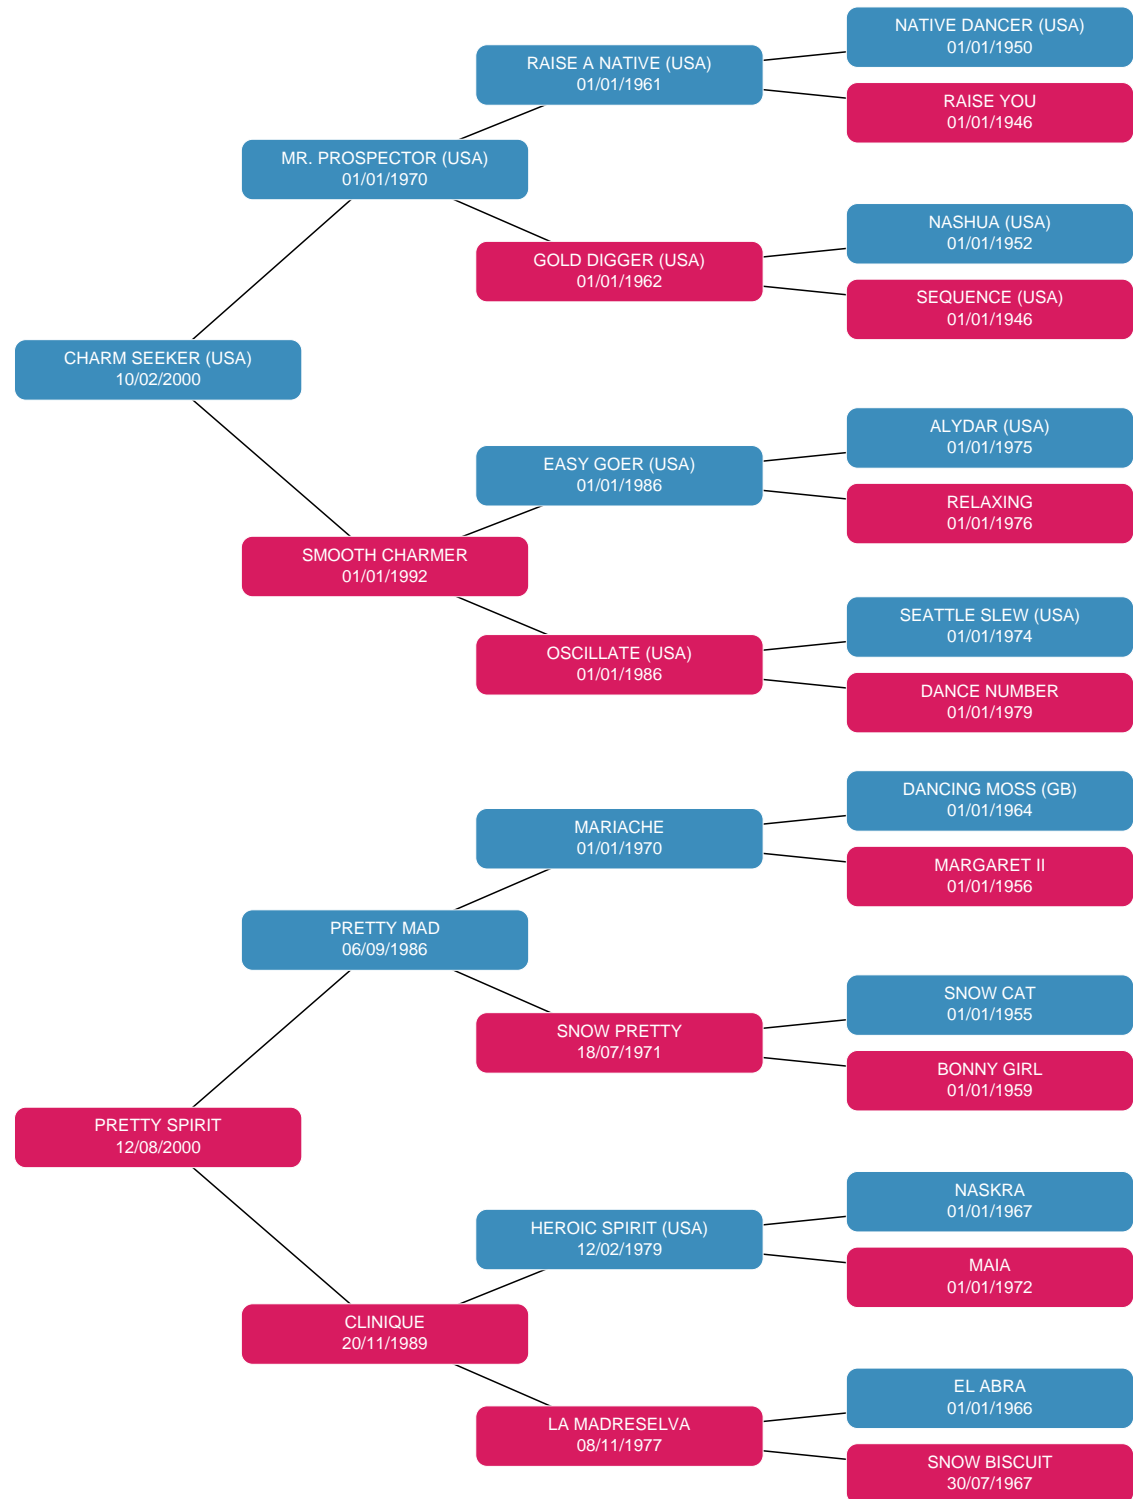 NATIVE DANCER (USA)
01/01/1950
RAISE A NATIVE (USA)
01/01/1961
RAISE YOU
01/01/1946
MR. PROSPECTOR (USA)
01/01/1970
NASHUA (USA)
01/01/1952
GOLD DIGGER (USA)
01/01/1962
SEQUENCE (USA)
01/01/1946
CHARM SEEKER (USA)
10/02/2000
ALYDAR (USA)
01/01/1975
EASY GOER (USA)
01/01/1986
RELAXING
01/01/1976
SMOOTH CHARMER
01/01/1992
SEATTLE SLEW (USA)
01/01/1974
OSCILLATE (USA)
01/01/1986
DANCE NUMBER
01/01/1979
DANCING MOSS (GB)
01/01/1964
MARIACHE
01/01/1970
MARGARET II
01/01/1956
PRETTY MAD
06/09/1986
SNOW CAT
01/01/1955
SNOW PRETTY
18/07/1971
BONNY GIRL
01/01/1959
PRETTY SPIRIT
12/08/2000
NASKRA
01/01/1967
HEROIC SPIRIT (USA)
12/02/1979
MAIA
01/01/1972
CLINIQUE
20/11/1989
EL ABRA
01/01/1966
LA MADRESELVA
08/11/1977
SNOW BISCUIT
30/07/1967